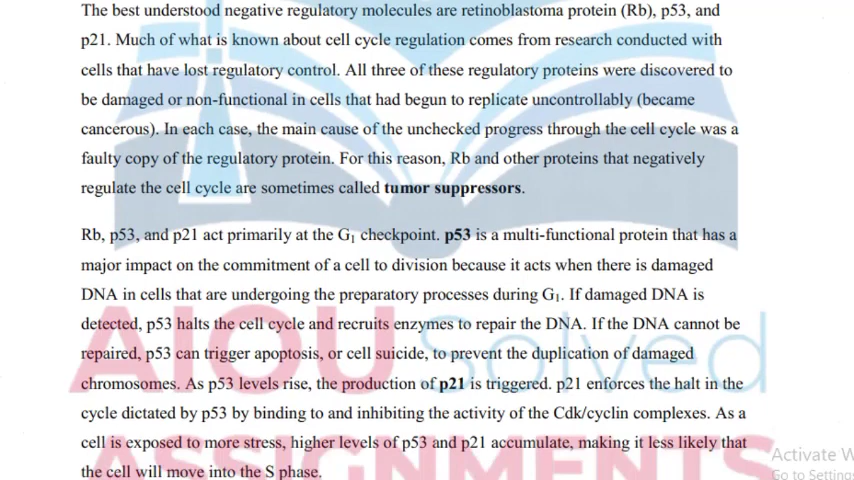 The best understood negative regulatory molecules are retinoblastoma protein (Rb), p53, and
p21. Much of what is known about cell cycle regulation comes from research conducted with
cells that have lost regulatory control. All three of these regulatory proteins were discovered to
be damaged or non-functional in cells that had begun to replicate uncontrollably (became
cancerous). In each case, the main cause of the unchecked progress through the cell cycle was a
faulty copy of the regulatory protein. For this reason, Rb and other proteins that negatively
regulate the cell cycle are sometimes called tumor suppressors.
Rb, p53, and p21 act primarily at the G₁ checkpoint. p53 is a multi-functional protein that has a
major impact on the commitment of a cell to division because it acts when there is damaged
DNA in cells that are undergoing the preparatory processes during G₁. If damaged DNA is
detected, p53 halts the cell cycle and recruits enzymes to repair the DNA. If the DNA cannot be
repaired, p53 can trigger apoptosis, or cell suicide, to prevent the duplication of damaged
chromosomes. As p53 levels rise, the production of p21 is triggered. p21 enforces the halt in the
cycle dictated by p53 by binding to and inhibiting the activity of the Cdk/cyclin complexes. As a
cell is exposed to more stress, higher levels of p53 and p21 accumulate, making it less likely that
the cell will move into the S phase.
AIOU Solved
ASSIGNMENTS
Activate W
Go to Settings